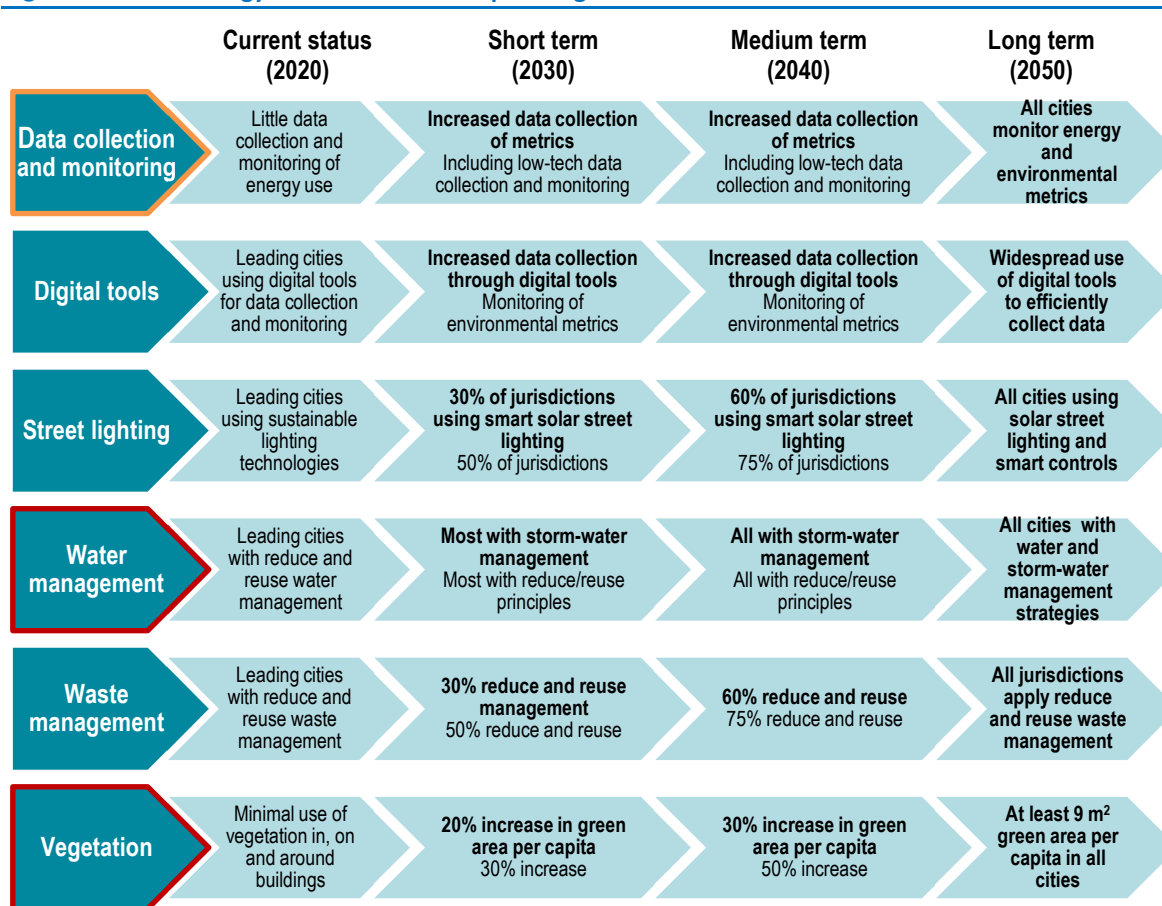 Current status
(2020)
Short term
(2030)
Medium term
(2040)
Long term
(2050)
Data collection
and monitoring
Little data
collection and
monitoring of
energy use
Increased data collection
of metrics
Including low-tech data
collection and monitoring
Increased data collection
of metrics
Including low-tech data
collection and monitoring
All cities
monitor energy
and
environmental
metrics
Digital tools
Leading cities
using digital tools
for data collection
and monitoring
Increased data collection
through digital tools
Monitoring of
environmental metrics
Increased data collection
through digital tools
Monitoring of
environmental metrics
Widespread use
of digital tools
to efficiently
collect data
Street lighting
Leading cities
using sustainable
lighting
technologies
30% of jurisdictions
using smart solar street
lighting
50% of jurisdictions
60% of jurisdictions
using smart solar street
lighting
75% of jurisdictions
All cities using
solar street
lighting and
smart controls
Water
management
Leading cities
with reduce and
reuse water
management
Most with storm-water
management
Most with reduce/reuse
principles
All with storm-water
management
All with reduce/reuse
principles
All cities with
water and
storm-water
management
strategies
Waste
management
Leading cities
with reduce and
reuse waste
management
30% reduce and reuse
management
50% reduce and reuse
60% reduce and reuse
75% reduce and reuse
All jurisdictions
apply reduce
and reuse waste
management
Vegetation
Minimal use of
vegetation in, on
and around
buildings
20% increase in green
area per capita
30% increase
30% increase in green
area per capita
50% increase
At least 9 m²
green area per
capita in all
cities